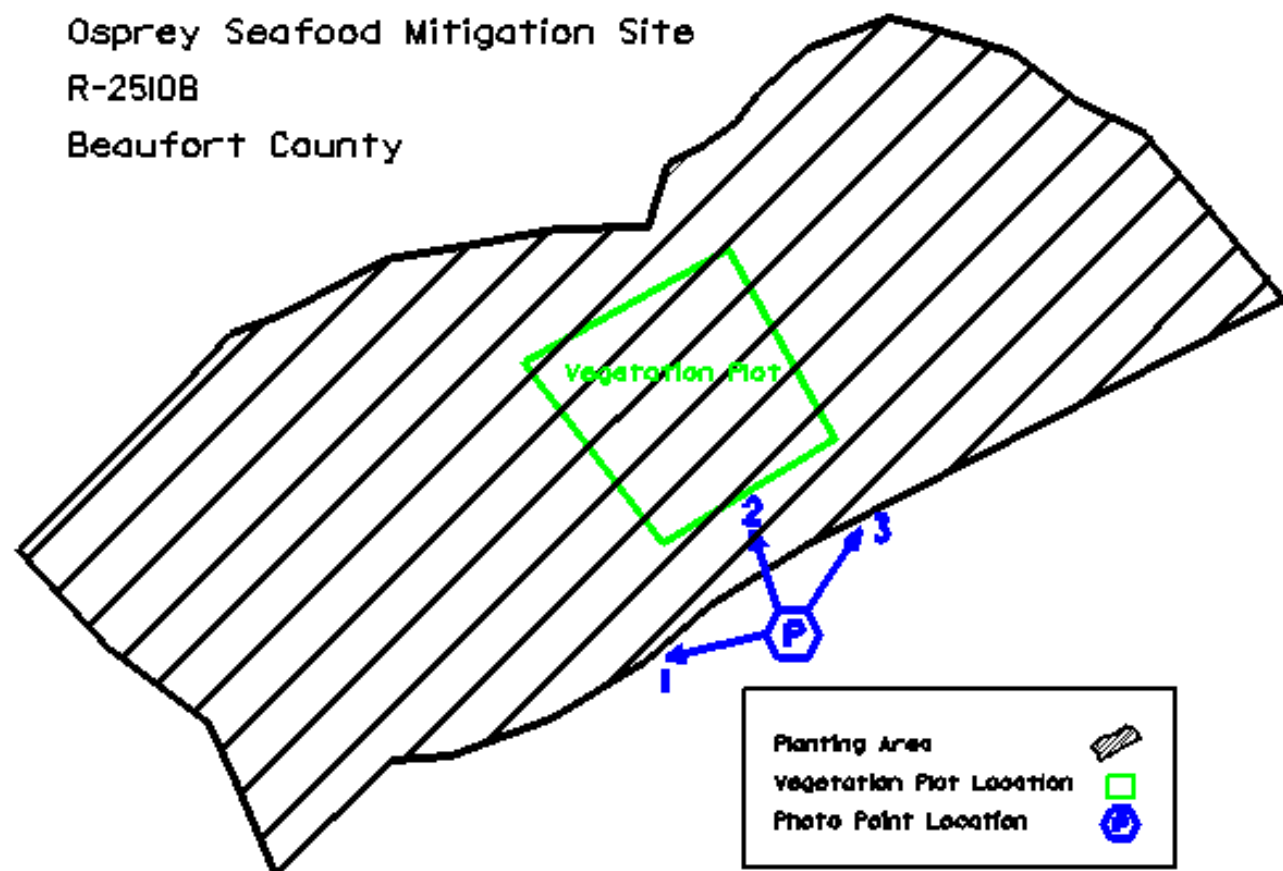 Osprey Seafood Mitigation Site
R-2510B
Beaufort County
Vegetation Plot
2
3
P
1
Planting Area
Vegetation Plot Location
Photo Point Location
P